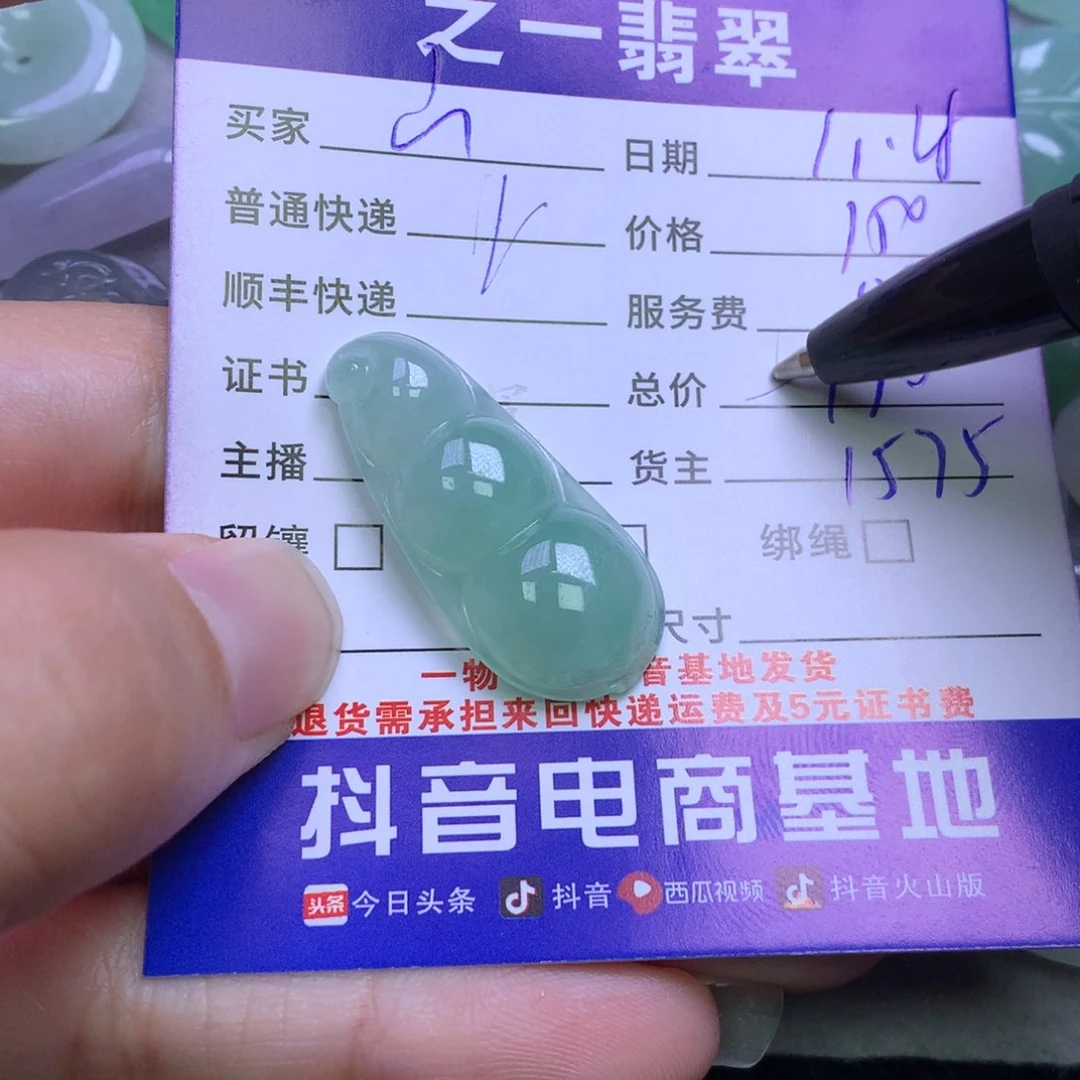 之一翡翠
买家 日期 11.4
普通快递 价格
顺丰快递 服务费
证书 总价
主播 货主 1575
留镶 绑绳
尺寸
一物 音基地发货
退货需承担来回快递运费及5元证书费
抖音电商基地
头条 今日头条 抖音 西瓜视频 抖音火山版